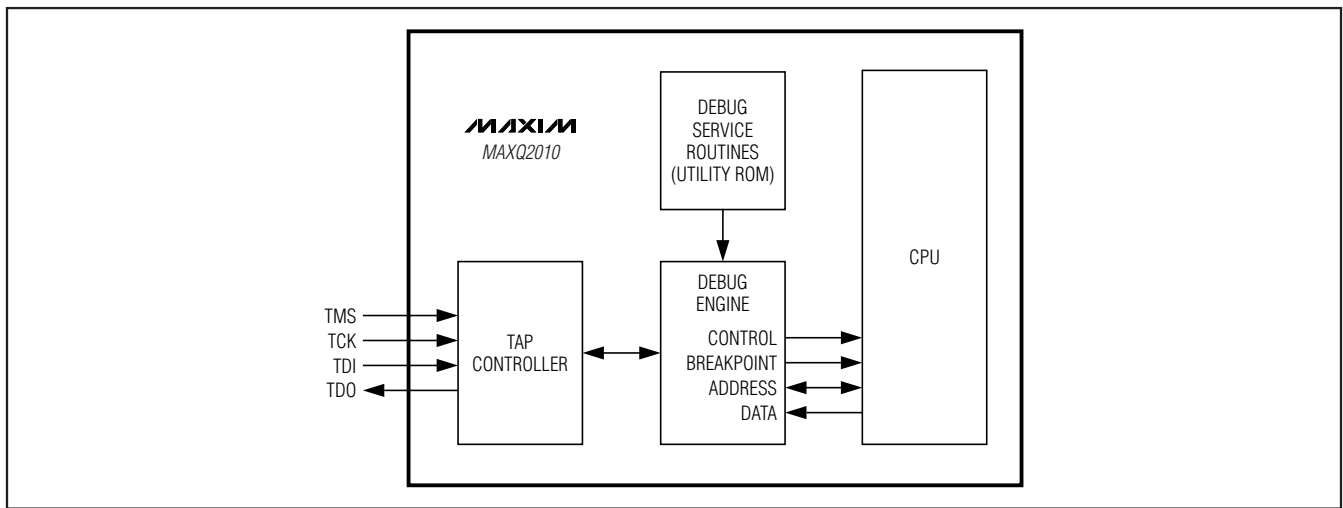 MAXIM
MAXQ2010
DEBUG
SERVICE
ROUTINES
(UTILITY ROM)
CPU
DEBUG
ENGINE
CONTROL
BREAKPOINT
ADDRESS
DATA
TAP
CONTROLLER
TMS
TCK
TDI
TDO